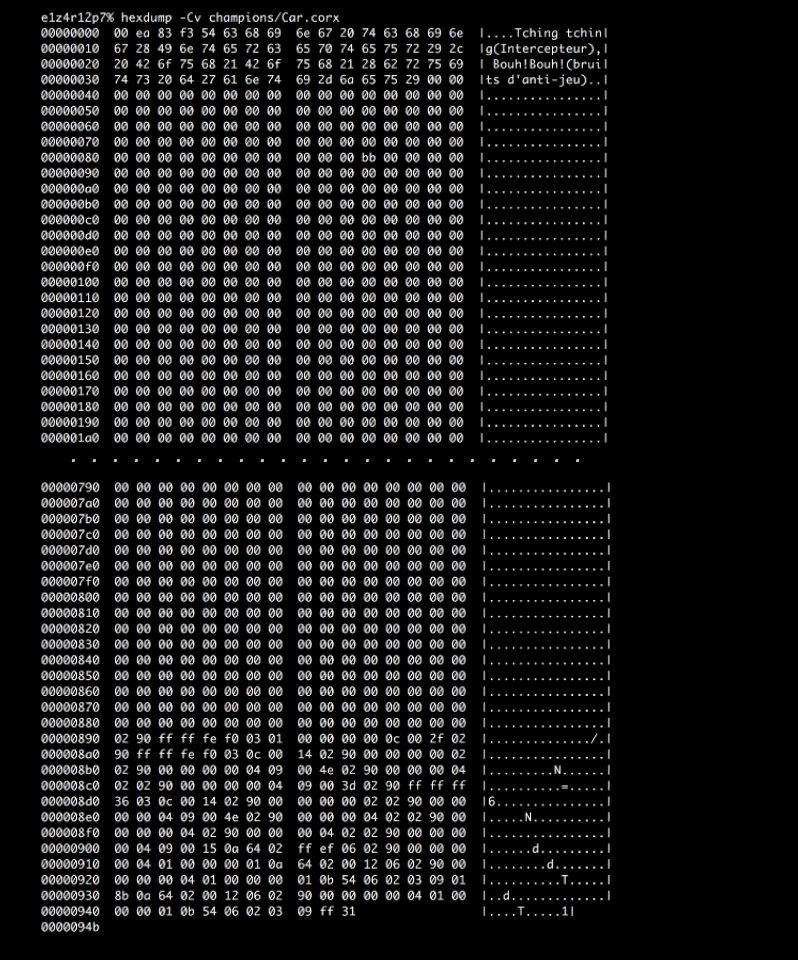 e1z4r12p7% hexdump -Cv champions/Car.corx
00000000  00 ea 83 f3 54 63 68 69  6e 67 20 74 63 68 69 6e  |....Tching tchin|
00000010  67 28 49 6e 74 65 72 63  65 70 74 65 75 72 29 2c  |g(Intercepteur),|
00000020  20 42 6f 75 68 21 42 6f  75 68 21 28 62 72 75 69  | Bouh!Bouh!(brui|
00000030  74 73 20 64 27 61 6e 74  69 2d 6a 65 75 29 00 00  |ts d'anti-jeu)..|
00000040  00 00 00 00 00 00 00 00  00 00 00 00 00 00 00 00  |................|
00000050  00 00 00 00 00 00 00 00  00 00 00 00 00 00 00 00  |................|
00000060  00 00 00 00 00 00 00 00  00 00 00 00 00 00 00 00  |................|
00000070  00 00 00 00 00 00 00 00  00 00 00 00 00 00 00 00  |................|
00000080  00 00 00 00 00 00 00 00  00 00 00 bb 00 00 00 00  |................|
00000090  00 00 00 00 00 00 00 00  00 00 00 00 00 00 00 00  |................|
000000a0  00 00 00 00 00 00 00 00  00 00 00 00 00 00 00 00  |................|
000000b0  00 00 00 00 00 00 00 00  00 00 00 00 00 00 00 00  |................|
000000c0  00 00 00 00 00 00 00 00  00 00 00 00 00 00 00 00  |................|
000000d0  00 00 00 00 00 00 00 00  00 00 00 00 00 00 00 00  |................|
000000e0  00 00 00 00 00 00 00 00  00 00 00 00 00 00 00 00  |................|
000000f0  00 00 00 00 00 00 00 00  00 00 00 00 00 00 00 00  |................|
00000100  00 00 00 00 00 00 00 00  00 00 00 00 00 00 00 00  |................|
00000110  00 00 00 00 00 00 00 00  00 00 00 00 00 00 00 00  |................|
00000120  00 00 00 00 00 00 00 00  00 00 00 00 00 00 00 00  |................|
00000130  00 00 00 00 00 00 00 00  00 00 00 00 00 00 00 00  |................|
00000140  00 00 00 00 00 00 00 00  00 00 00 00 00 00 00 00  |................|
00000150  00 00 00 00 00 00 00 00  00 00 00 00 00 00 00 00  |................|
00000160  00 00 00 00 00 00 00 00  00 00 00 00 00 00 00 00  |................|
00000170  00 00 00 00 00 00 00 00  00 00 00 00 00 00 00 00  |................|
00000180  00 00 00 00 00 00 00 00  00 00 00 00 00 00 00 00  |................|
00000190  00 00 00 00 00 00 00 00  00 00 00 00 00 00 00 00  |................|
000001a0  00 00 00 00 00 00 00 00  00 00 00 00 00 00 00 00  |................|
. . . . . . . . . . . . . . . . . . . . . . . . .
00000790  00 00 00 00 00 00 00 00  00 00 00 00 00 00 00 00  |................|
000007a0  00 00 00 00 00 00 00 00  00 00 00 00 00 00 00 00  |................|
000007b0  00 00 00 00 00 00 00 00  00 00 00 00 00 00 00 00  |................|
000007c0  00 00 00 00 00 00 00 00  00 00 00 00 00 00 00 00  |................|
000007d0  00 00 00 00 00 00 00 00  00 00 00 00 00 00 00 00  |................|
000007e0  00 00 00 00 00 00 00 00  00 00 00 00 00 00 00 00  |................|
000007f0  00 00 00 00 00 00 00 00  00 00 00 00 00 00 00 00  |................|
00000800  00 00 00 00 00 00 00 00  00 00 00 00 00 00 00 00  |................|
00000810  00 00 00 00 00 00 00 00  00 00 00 00 00 00 00 00  |................|
00000820  00 00 00 00 00 00 00 00  00 00 00 00 00 00 00 00  |................|
00000830  00 00 00 00 00 00 00 00  00 00 00 00 00 00 00 00  |................|
00000840  00 00 00 00 00 00 00 00  00 00 00 00 00 00 00 00  |................|
00000850  00 00 00 00 00 00 00 00  00 00 00 00 00 00 00 00  |................|
00000860  00 00 00 00 00 00 00 00  00 00 00 00 00 00 00 00  |................|
00000870  00 00 00 00 00 00 00 00  00 00 00 00 00 00 00 00  |................|
00000880  00 00 00 00 00 00 00 00  00 00 00 00 00 00 00 00  |................|
00000890  02 90 ff ff fe f0 03 01  00 00 00 00 0c 00 2f 02  |............../.|
000008a0  90 ff ff fe f0 03 0c 00  14 02 90 00 00 00 00 02  |................|
000008b0  02 90 00 00 00 00 04 09  00 4e 02 90 00 00 00 04  |.........N......|
000008c0  02 02 90 00 00 00 00 04  09 00 3d 02 90 ff ff ff  |..........=.....|
000008d0  36 03 0c 00 14 02 90 00  00 00 00 02 02 90 00 00  |6...............|
000008e0  00 00 04 09 00 4e 02 90  00 00 00 04 02 02 90 00  |.....N..........|
000008f0  00 00 00 04 02 90 00 00  00 00 04 02 02 90 00 00  |................|
00000900  00 04 09 00 15 0a 64 02  ff ef 06 02 90 00 00 00  |......d.........|
00000910  00 04 01 00 00 00 01 0a  64 02 00 12 06 02 90 00  |........d.......|
00000920  00 00 00 04 01 00 00 00  01 0b 54 06 02 03 09 01  |..........T.....|
00000930  8b 0a 64 02 00 12 06 02  90 00 00 00 00 04 01 00  |..d.............|
00000940  00 00 01 0b 54 06 02 03  09 ff 31                 |....T.....1|
0000094b